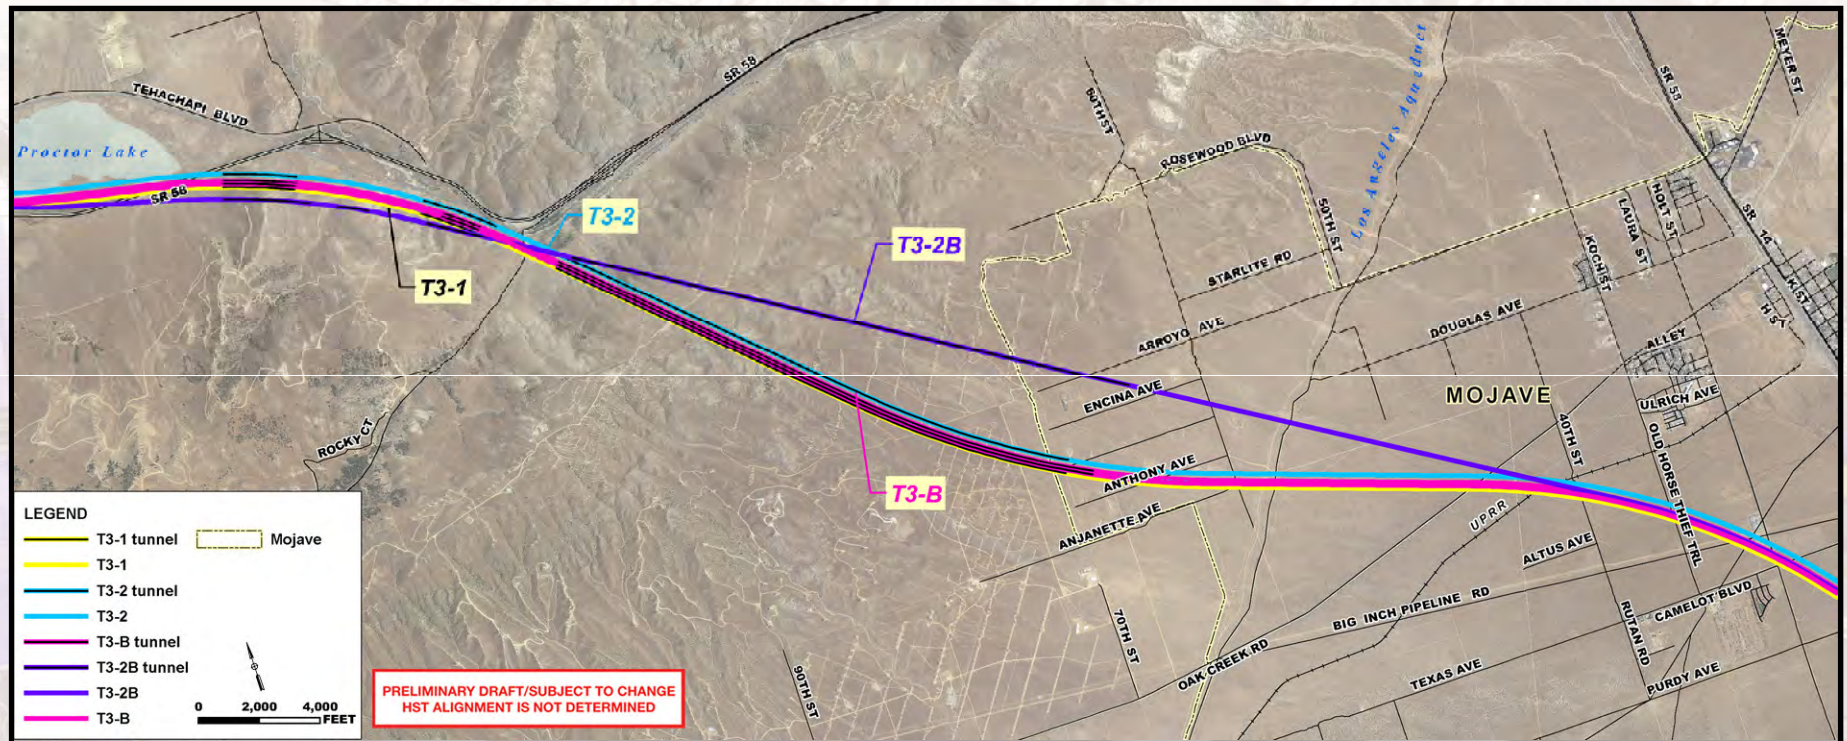 TEHACHAPI BLVD
Proctor Lake
SR 58
SR 58
T3-2
T3-1
T3-2B
T3-B
60TH ST
ROSEWOOD BLVD
50TH ST
Los Angeles Aqueduct
STARLITE RD
ARROYO AVE
ENCINA AVE
DOUGLAS AVE
MOJAVE
SR 58
MEYER ST
HOLT ST
LAURA ST
KOCH ST
SR 14
K ST
H ST
ALLEY
ULRICH AVE
40TH ST
OLD HORSE THIEF TRL
ANTHONY AVE
ANJANETTE AVE
UPRR
ALTUS AVE
BIG INCH PIPELINE RD
CAMELOT BLVD
RUTAN RD
70TH ST
OAK CREEK RD
TEXAS AVE
PURDY AVE
90TH ST
ROCKY CT
LEGEND
T3-1 tunnel
Mojave
T3-1
T3-2 tunnel
T3-2
T3-B tunnel
T3-2B tunnel
T3-2B
T3-B
0 2,000 4,000
FEET
PRELIMINARY DRAFT/SUBJECT TO CHANGE
HST ALIGNMENT IS NOT DETERMINED